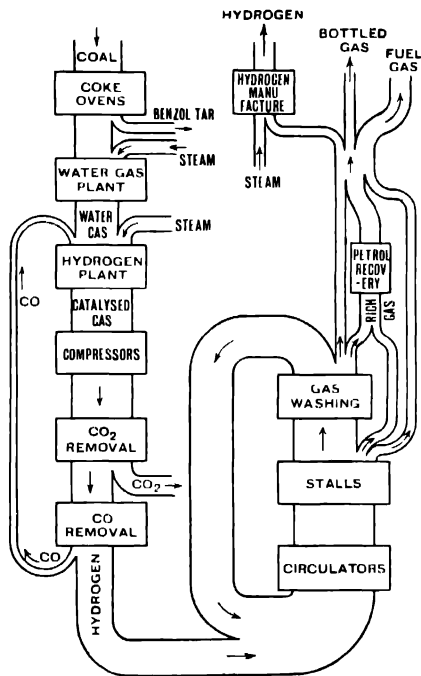 HYDROGEN
BOTTLED
GAS
FUEL
GAS
COAL
COKE
OVENS
HYDROGEN
MANU
FACTURE
BENZOL TAR
STEAM
WATER GAS
PLANT
STEAM
WATER
GAS
STEAM
HYDROGEN
PLANT
PETROL
RECOV
-ERY
CO
CATALYSED
GAS
RICH
GAS
COMPRESSORS
GAS
WASHING
CO₂
REMOVAL
CO₂
STALLS
CO
REMOVAL
CO
HYDROGEN
CIRCULATORS